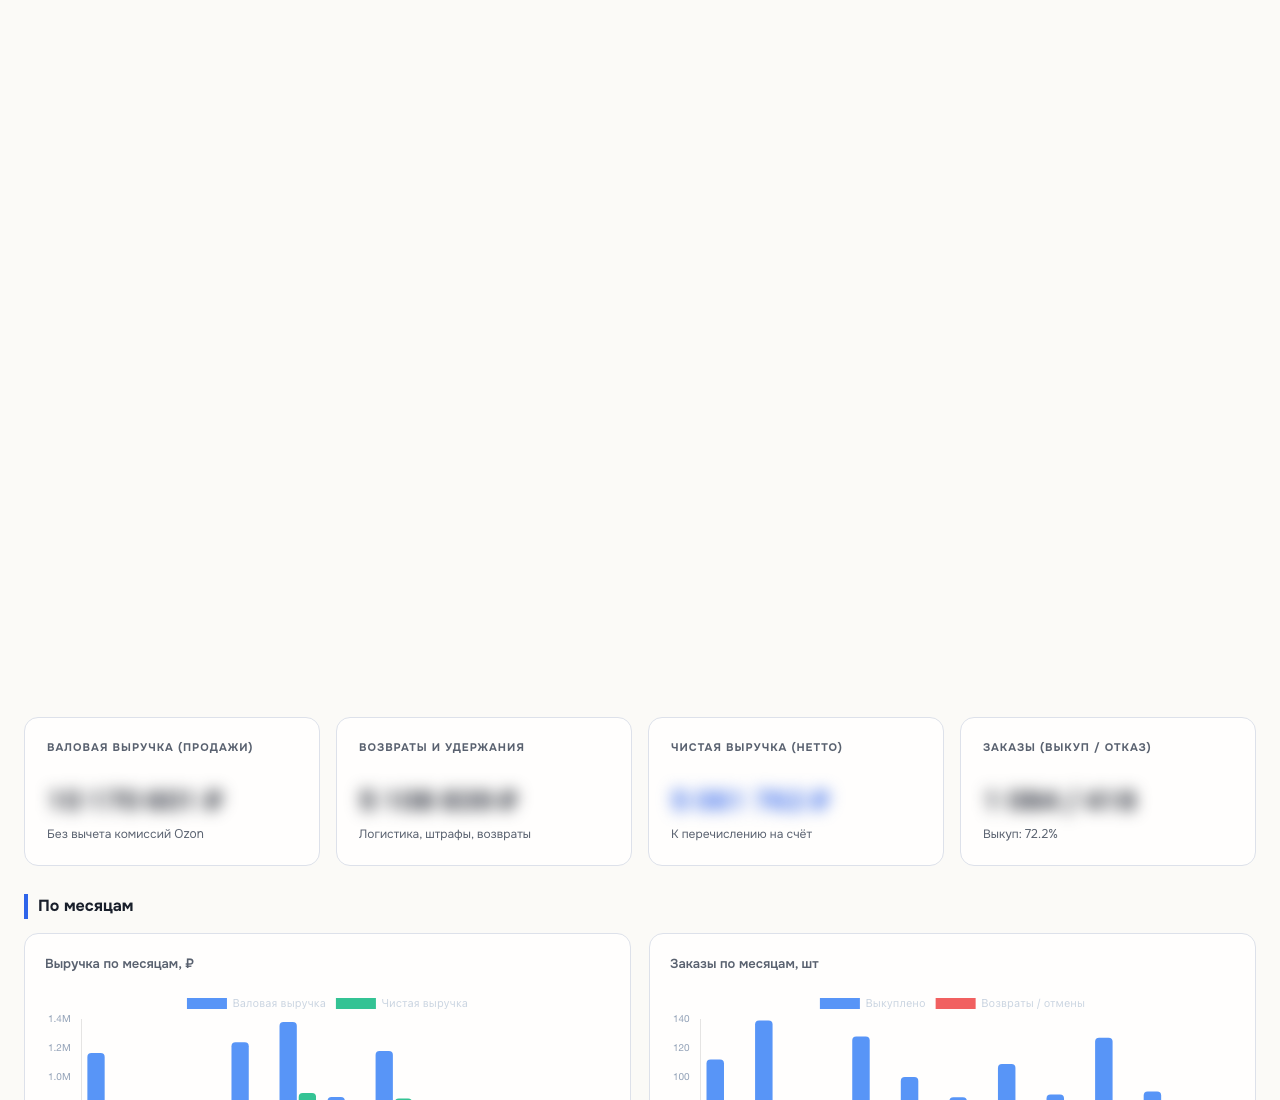 ВАЛОВАЯ ВЫРУЧКА (ПРОДАЖИ)
Без вычета комиссий Ozon
ВОЗВРАТЫ И УДЕРЖАНИЯ
Логистика, штрафы, возвраты
ЧИСТАЯ ВЫРУЧКА (НЕТТО)
К перечислению на счёт
ЗАКАЗЫ (ВЫКУП / ОТКАЗ)
Выкуп: 72.2%
По месяцам
Выручка по месяцам, ₽
Валовая выручка
Чистая выручка
1.4M
1.2M
1.0M
Заказы по месяцам, шт
Выкуплено
Возвраты / отмены
140
120
100